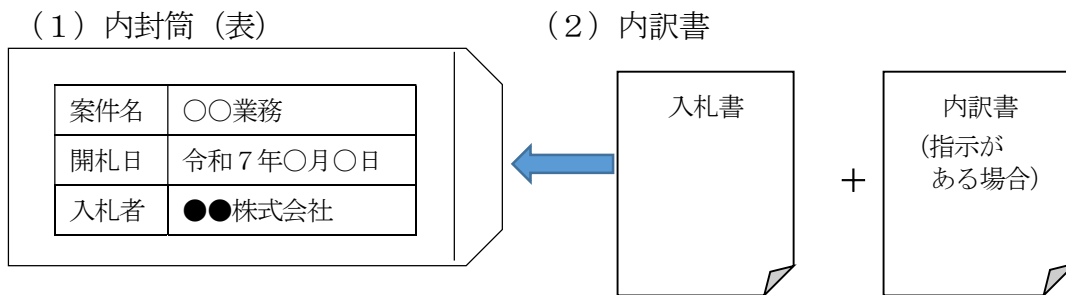 （１）内封筒（表）
（２）内訳書
案件名 ○○業務
開札日 令和７年○月○日
入札者 ●●株式会社
入札書
+
内訳書
(指示が
ある場合)